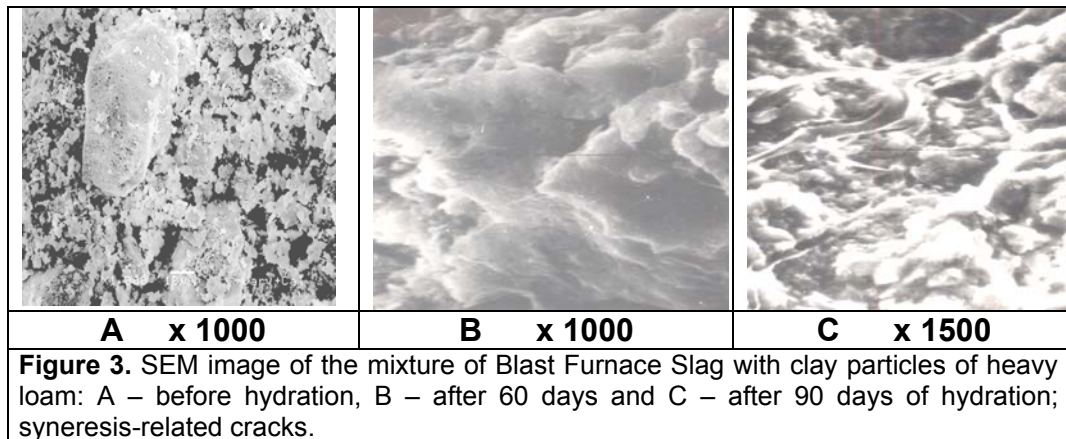 A x 1000
B x 1000
C x 1500
Figure 3. SEM image of the mixture of Blast Furnace Slag with clay particles of heavy
loam: A – before hydration, B – after 60 days and C – after 90 days of hydration;
syneresis-related cracks.